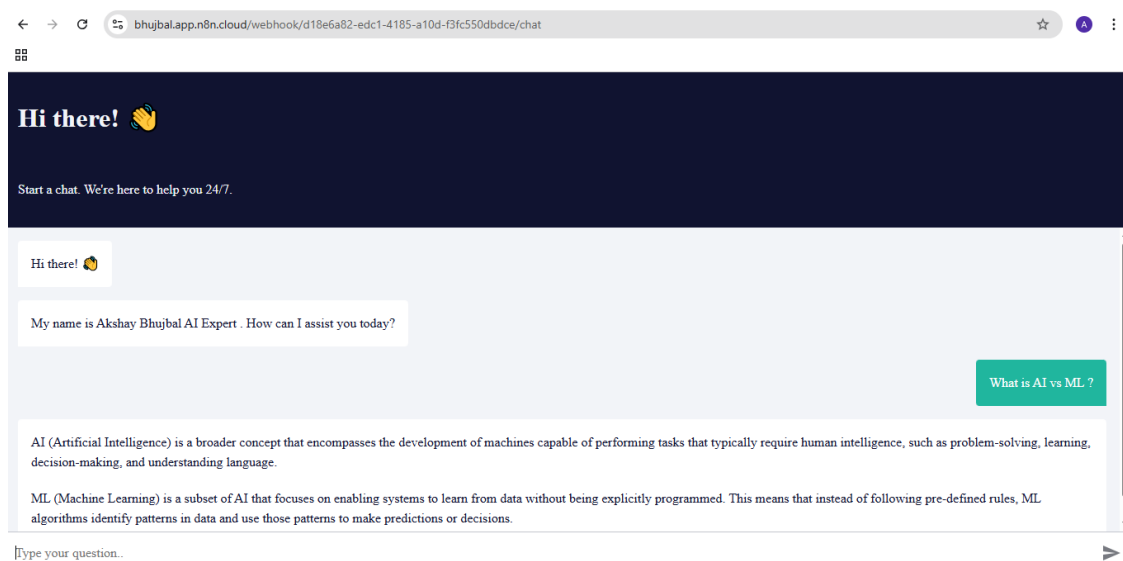 bhujbal.app.n8n.cloud/webhook/d18e6a82-edc1-4185-a10d-f3fc550dbdce/chat
A
Hi there! 👋
Start a chat. We're here to help you 24/7.
Hi there! 👋
My name is Akshay Bhujbal AI Expert . How can I assist you today?
What is AI vs ML ?
AI (Artificial Intelligence) is a broader concept that encompasses the development of machines capable of performing tasks that typically require human intelligence, such as problem-solving, learning,
decision-making, and understanding language.
ML (Machine Learning) is a subset of AI that focuses on enabling systems to learn from data without being explicitly programmed. This means that instead of following pre-defined rules, ML
algorithms identify patterns in data and use those patterns to make predictions or decisions.
Type your question..